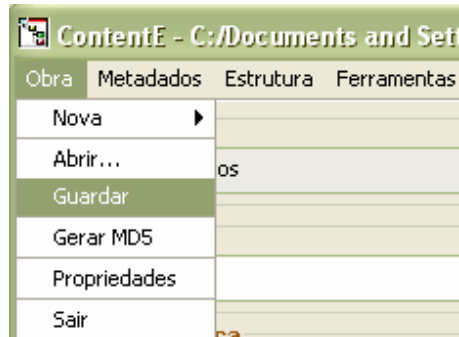 ContentE - C:/Documents and Sett
Obra Metadados Estrutura Ferramentas
Nova
Abrir...
os
Guardar
Gerar MD5
Propriedades
Sair